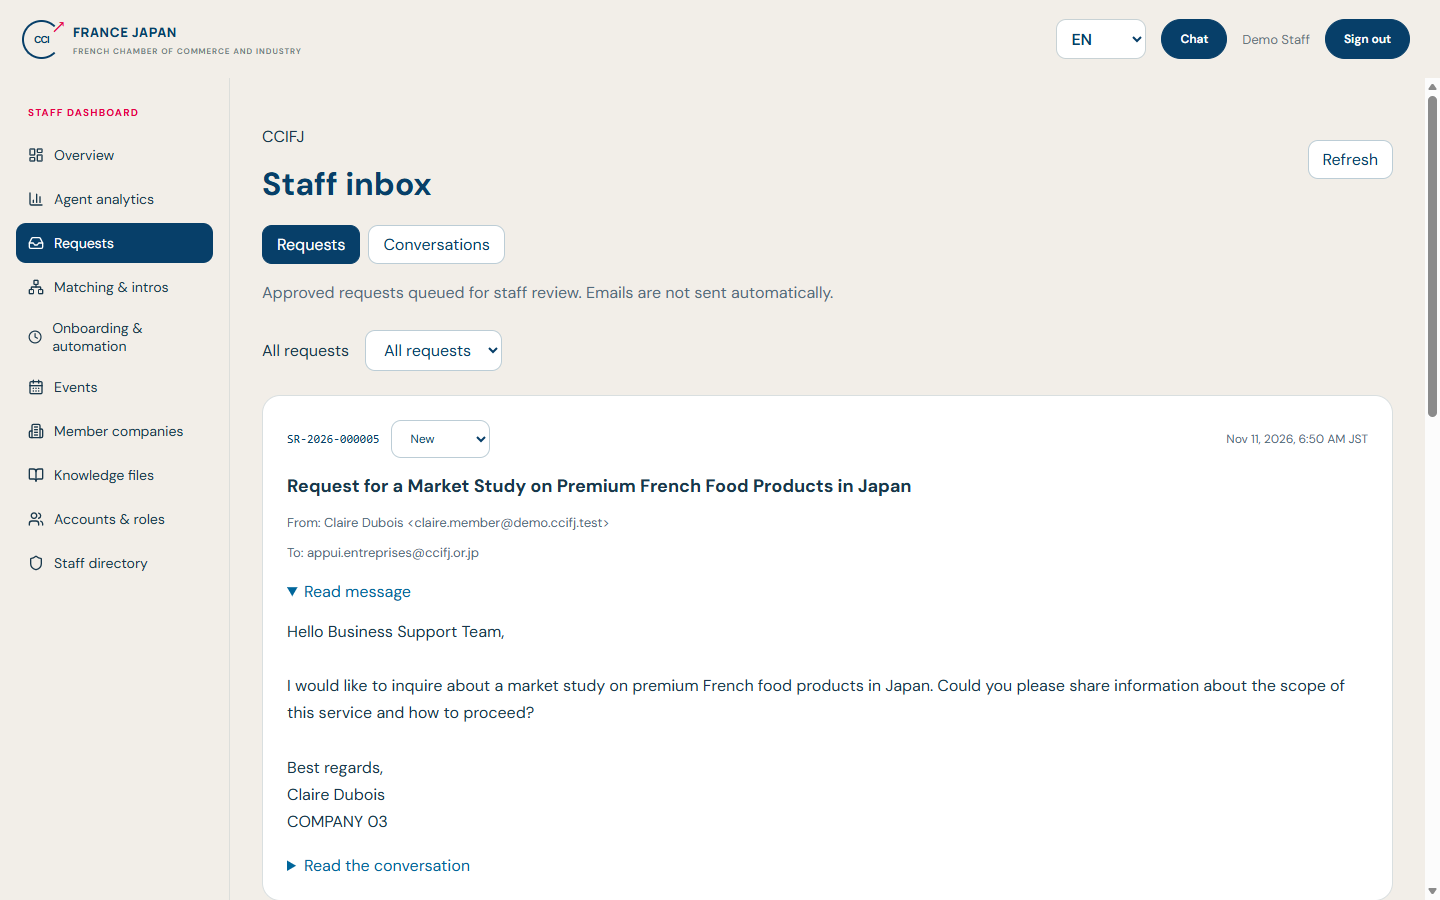 CCI
FRANCE JAPAN
FRENCH CHAMBER OF COMMERCE AND INDUSTRY
EN
Chat
Demo Staff
Sign out
STAFF DASHBOARD
Overview
Agent analytics
Requests
Matching & intros
Onboarding &
automation
Events
Member companies
Knowledge files
Accounts & roles
Staff directory
CCIFJ
Staff inbox
Refresh
Requests
Conversations
Approved requests queued for staff review. Emails are not sent automatically.
All requests
All requests
SR-2026-000005
New
Nov 11, 2026, 6:50 AM JST
Request for a Market Study on Premium French Food Products in Japan
From: Claire Dubois <claire.member@demo.ccifj.test>
To: appui.entreprises@ccifj.or.jp
Read message
Hello Business Support Team,
I would like to inquire about a market study on premium French food products in Japan. Could you please share information about the scope of
this service and how to proceed?
Best regards,
Claire Dubois
COMPANY 03
Read the conversation